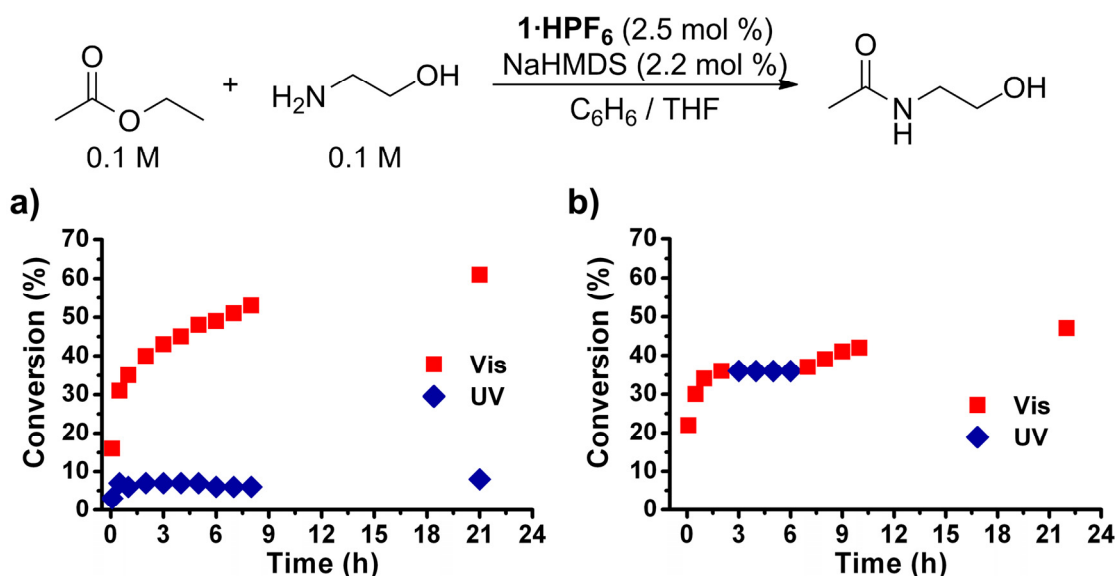 1·HPF6 (2.5 mol %)
NaHMDS (2.2 mol %)
C6H6 / THF
O
O
+
H2N
OH
O
N
H
OH
0.1 M
0.1 M
a)
Conversion (%)
70
60
50
40
30
20
10
0
Vis
UV
0 3 6 9 12 15 18 21 24
Time (h)
b)
Conversion (%)
70
60
50
40
30
20
10
0
Vis
UV
0 3 6 9 12 15 18 21 24
Time (h)